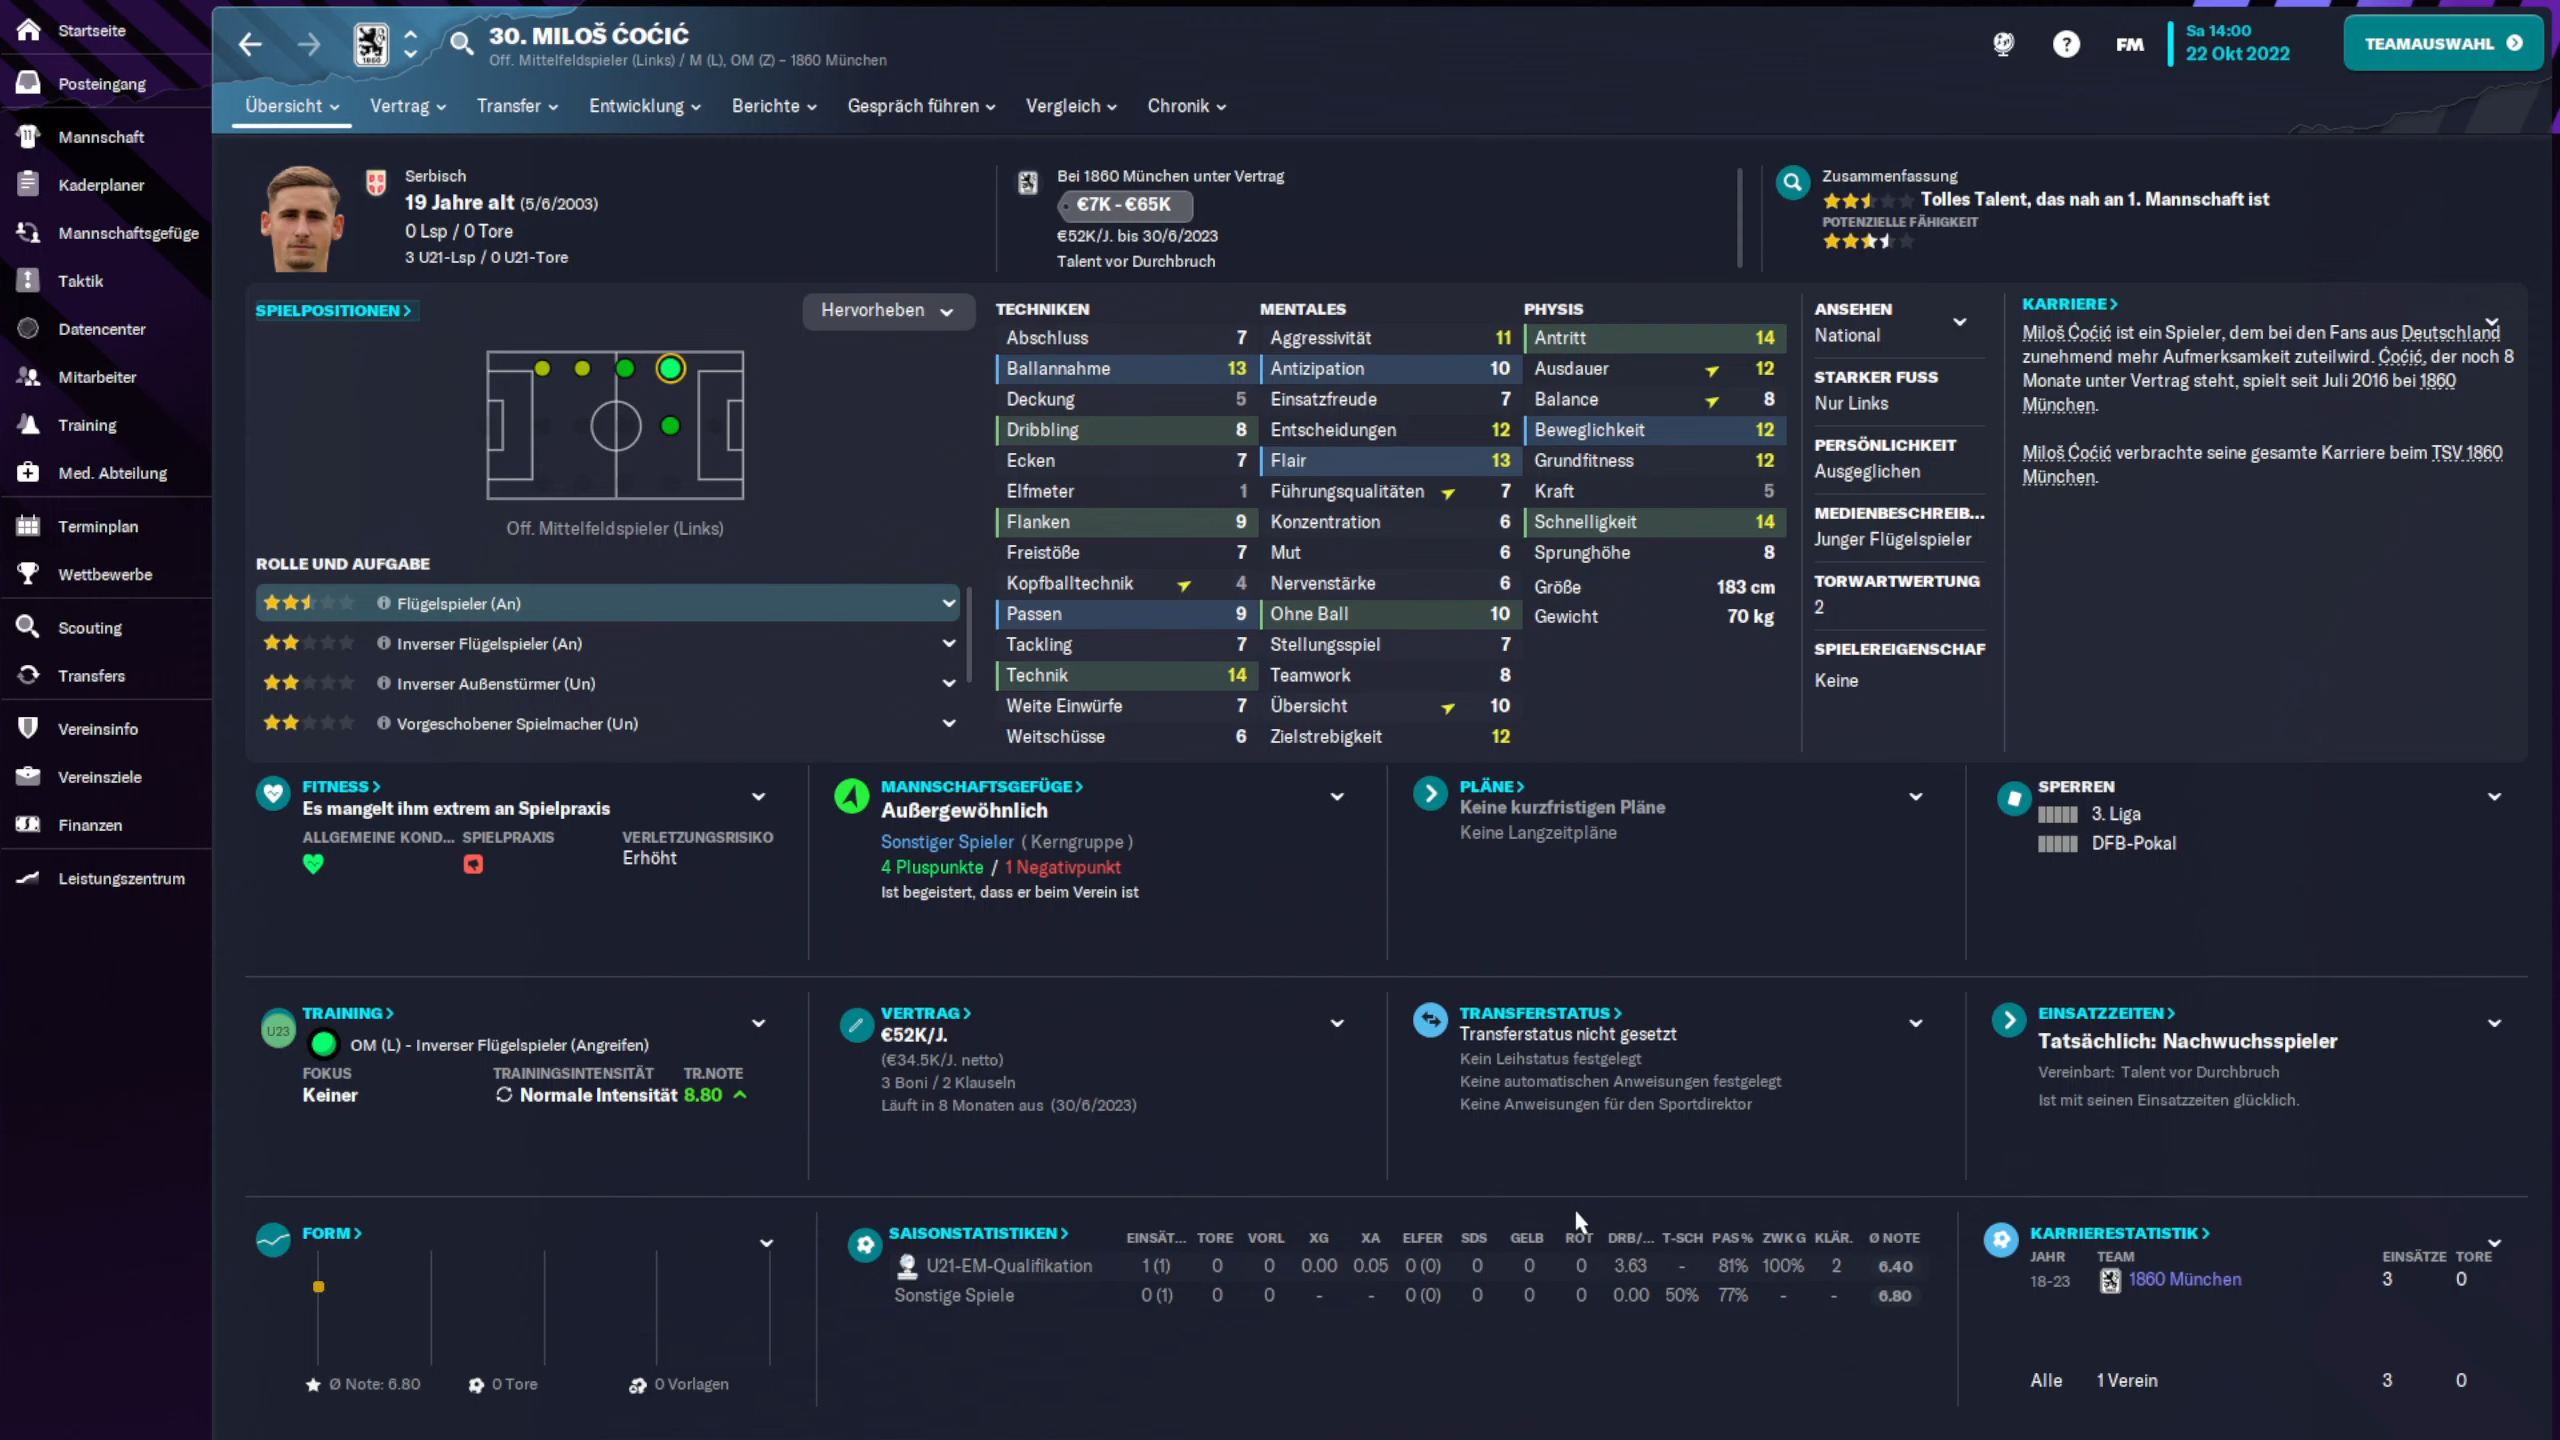 Startseite
Posteingang
Mannschaft
Kaderplaner
Mannschaftsgefüge
Taktik
Datencenter
Mitarbeiter
Training
Med. Abteilung
Terminplan
Wettbewerbe
Scouting
Transfers
Vereinsinfo
Vereinsziele
Finanzen
Leistungszentrum
30. MILOŠ ĆOĆIĆ
Off. Mittelfeldspieler (Links) / M (L), OM (Z) – 1860 München
FM
Sa 14:00
22 Okt 2022
TEAMAUSWAHL
Übersicht Vertrag Transfer Entwicklung Berichte Gespräch führen Vergleich Chronik
Serbisch
19 Jahre alt (5/6/2003)
0 Lsp / 0 Tore
3 U21-Lsp / 0 U21-Tore
Bei 1860 München unter Vertrag
€7K - €65K
€52K/J. bis 30/6/2023
Talent vor Durchbruch
Zusammenfassung
Tolles Talent, das nah an 1. Mannschaft ist
POTENZIELLE FÄHIGKEIT
SPIELPOSITIONEN >
Hervorheben
Off. Mittelfeldspieler (Links)
ROLLE UND AUFGABE
Flügelspieler (An)
Inverser Flügelspieler (An)
Inverser Außenstürmer (Un)
Vorgeschobener Spielmacher (Un)
TECHNIKEN
Abschluss 7
Ballannahme 13
Deckung 5
Dribbling 8
Ecken 7
Elfmeter 1
Flanken 9
Freistöße 7
Kopfballtechnik 4
Passen 9
Tackling 7
Technik 14
Weite Einwürfe 7
Weitschüsse 6
MENTALES
Aggressivität 11
Antizipation 10
Einsatzfreude 7
Entscheidungen 12
Flair 13
Führungsqualitäten 7
Konzentration 6
Mut 6
Nervenstärke 6
Ohne Ball 10
Stellungsspiel 7
Teamwork 8
Übersicht 10
Zielstrebigkeit 12
PHYSIS
Antritt 14
Ausdauer 12
Balance 8
Beweglichkeit 12
Grundfitness 12
Kraft 5
Schnelligkeit 14
Sprunghöhe 8
Größe 183 cm
Gewicht 70 kg
ANSEHEN
National
STARKER FUSS
Nur Links
PERSÖNLICHKEIT
Ausgeglichen
MEDIENBESCHREIB...
Junger Flügelspieler
TORWARTWERTUNG
2
SPIELEREIGENSCHAF
Keine
KARRIERE >
Miloš Ćoćić ist ein Spieler, dem bei den Fans aus Deutschland
zunehmend mehr Aufmerksamkeit zuteilwird. Ćoćić, der noch 8
Monate unter Vertrag steht, spielt seit Juli 2016 bei 1860
München.
Miloš Ćoćić verbrachte seine gesamte Karriere beim TSV 1860
München.
FITNESS >
Es mangelt ihm extrem an Spielpraxis
ALLGEMEINE KOND... SPIELPRAXIS VERLETZUNGSRISIKO
Erhöht
MANNSCHAFTSGEFÜGE >
Außergewöhnlich
Sonstiger Spieler ( Kerngruppe )
4 Pluspunkte / 1 Negativpunkt
Ist begeistert, dass er beim Verein ist
PLÄNE >
Keine kurzfristigen Pläne
Keine Langzeitpläne
SPERREN
3. Liga
DFB-Pokal
TRAINING >
U23
OM (L) - Inverser Flügelspieler (Angreifen)
FOKUS TRAININGSINTENSITÄT TR.NOTE
Keiner Normale Intensität 8.80
VERTRAG >
€52K/J.
(€34.5K/J. netto)
3 Boni / 2 Klauseln
Läuft in 8 Monaten aus (30/6/2023)
TRANSFERSTATUS >
Transferstatus nicht gesetzt
Kein Leihstatus festgelegt
Keine automatischen Anweisungen festgelegt
Keine Anweisungen für den Sportdirektor
EINSATZZEITEN >
Tatsächlich: Nachwuchsspieler
Vereinbart: Talent vor Durchbruch
Ist mit seinen Einsatzzeiten glücklich.
FORM >
Ø Note: 6.80 0 Tore 0 Vorlagen
SAISONSTATISTIKEN > EINSÄT... TORE VORL XG XA ELFER SDS GELB ROT DRB/... T-SCH PAS % ZWK G KLÄR. Ø NOTE
U21-EM-Qualifikation 1 (1) 0 0 0.00 0.05 0 (0) 0 0 0 3.63 - 81% 100% 2 6.40
Sonstige Spiele 0 (1) 0 0 - - 0 (0) 0 0 0 0.00 50% 77% - - 6.80
KARRIERESTATISTIK >
JAHR TEAM EINSÄTZE TORE
18-23 1860 München 3 0
Alle 1 Verein 3 0